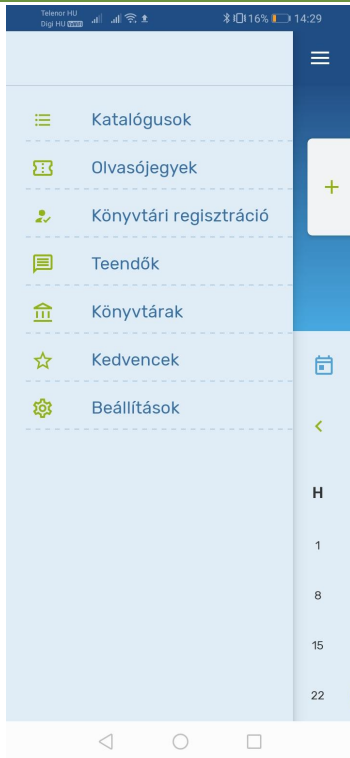 Telenor HU
Digi HU VoWiFi
16% 14:29
Katalógusok
Olvasójegyek
+
Könyvtári regisztráció
Teendők
Könyvtárak
Kedvencek
Beállítások
H
1
8
15
22